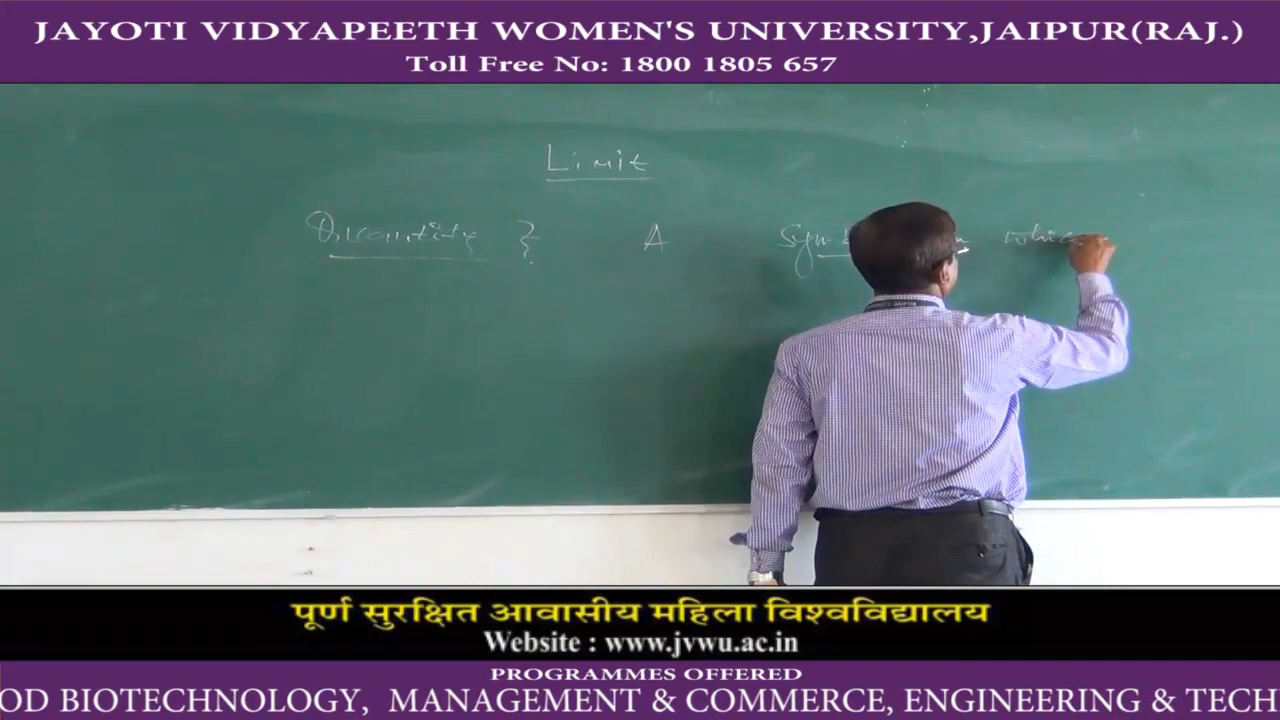 JAYOTI VIDYAPEETH WOMEN'S UNIVERSITY,JAIPUR(RAJ.)
Toll Free No: 1800 1805 657
Limit
A
पूर्ण सुरक्षित आवासीय महिला विश्वविद्यालय
Website : www.jvwu.ac.in
PROGRAMMES OFFERED
OD BIOTECHNOLOGY, MANAGEMENT & COMMERCE, ENGINEERING & TECH